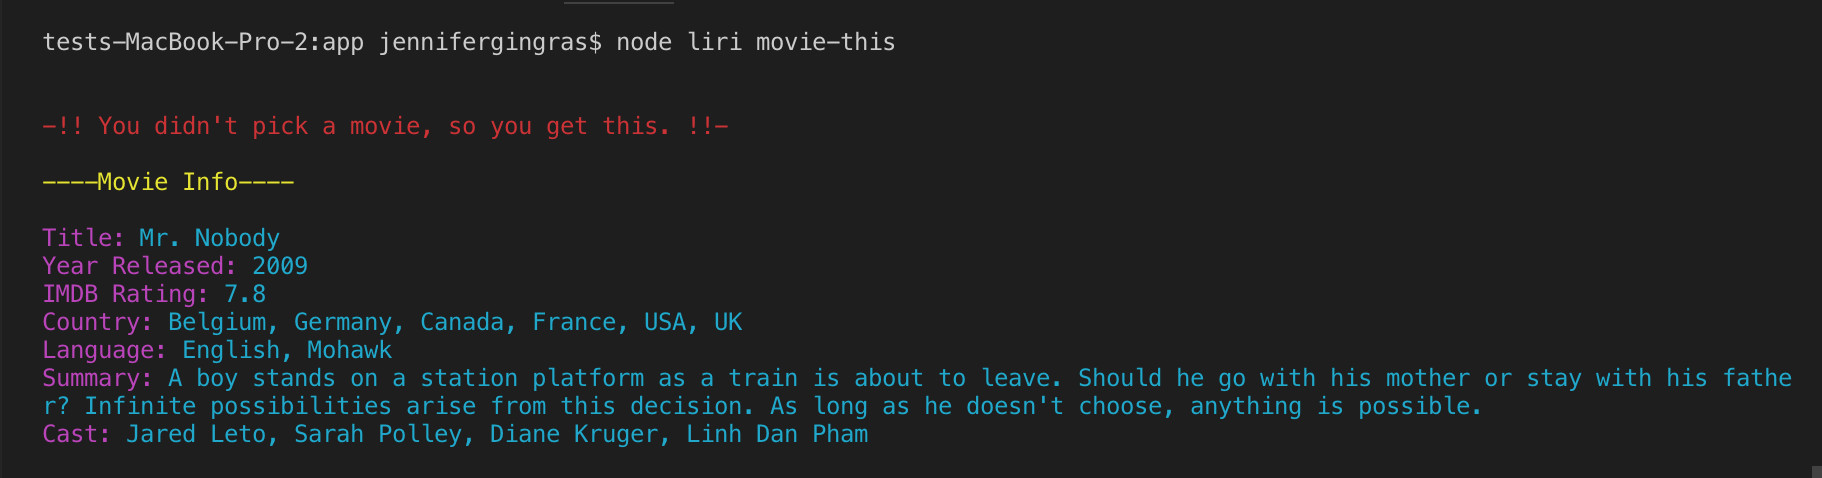 tests-MacBook-Pro-2:app jennifergingras$ node liri movie-this
-!! You didn't pick a movie, so you get this. !!-
----Movie Info----
Title: Mr. Nobody
Year Released: 2009
IMDB Rating: 7.8
Country: Belgium, Germany, Canada, France, USA, UK
Language: English, Mohawk
Summary: A boy stands on a station platform as a train is about to leave. Should he go with his mother or stay with his fathe
r? Infinite possibilities arise from this decision. As long as he doesn't choose, anything is possible.
Cast: Jared Leto, Sarah Polley, Diane Kruger, Linh Dan Pham